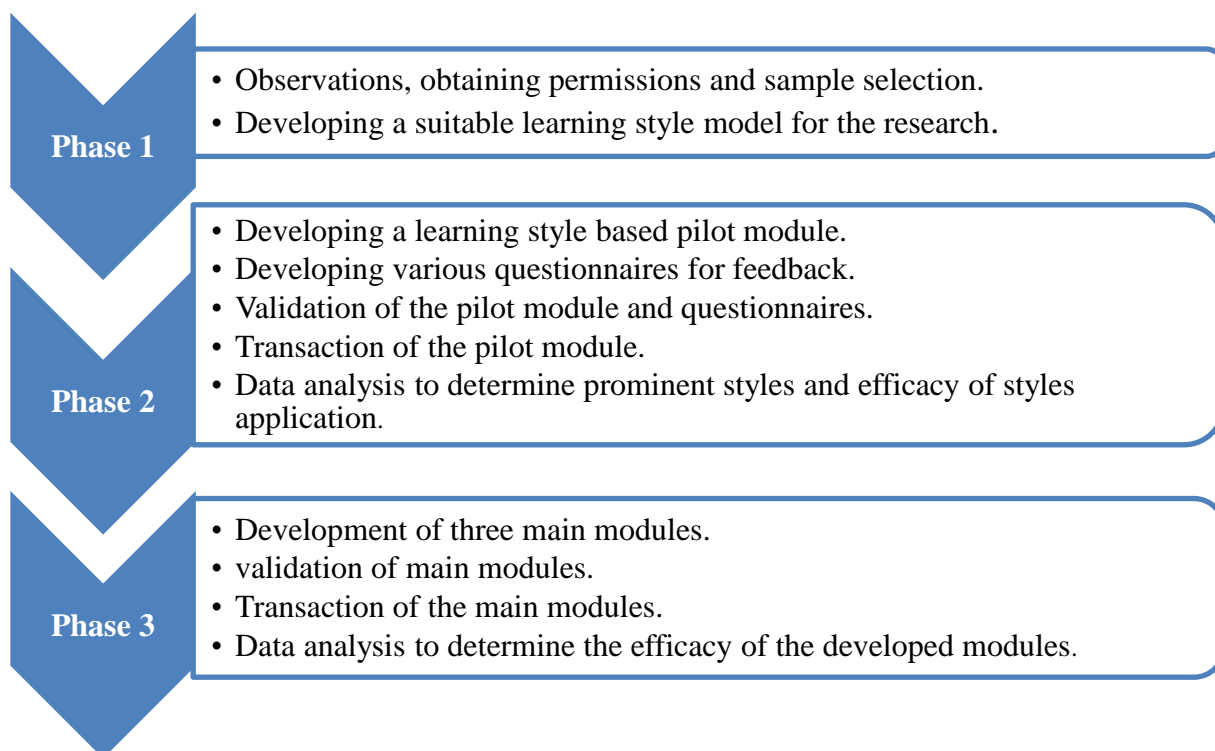 Phase 1
• Observations, obtaining permissions and sample selection.
• Developing a suitable learning style model for the research.
Phase 2
• Developing a learning style based pilot module.
• Developing various questionnaires for feedback.
• Validation of the pilot module and questionnaires.
• Transaction of the pilot module.
• Data analysis to determine prominent styles and efficacy of styles
application.
Phase 3
• Development of three main modules.
• validation of main modules.
• Transaction of the main modules.
• Data analysis to determine the efficacy of the developed modules.